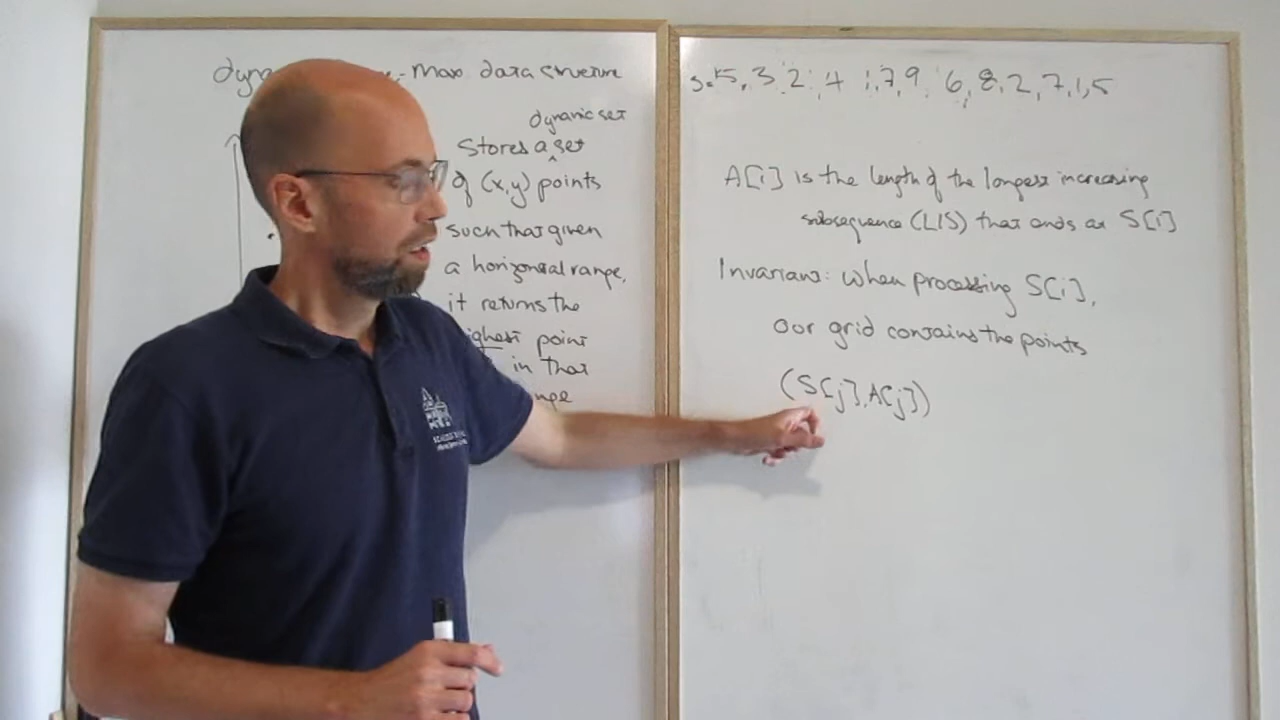 -Max data structure
dynamic set
Stores a set
of (x,y) points
such that given
a horizontal range,
it returns the
point
in that
S=5,3,2,4,1,7,9,6,8,2,7,1,5
A[i] is the length of the longest increasing
subsequence (LIS) that ends at S[i]
Invariant: when processing S[i],
our grid contains the points
(S[j],A[j])